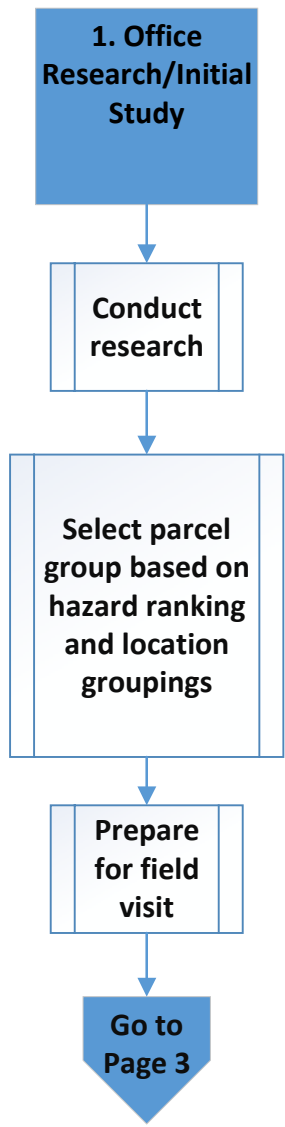 1. Office
Research/Initial
Study
Conduct
research
Select parcel
group based on
hazard ranking
and location
groupings
Prepare
for field
visit
Go to
Page 3